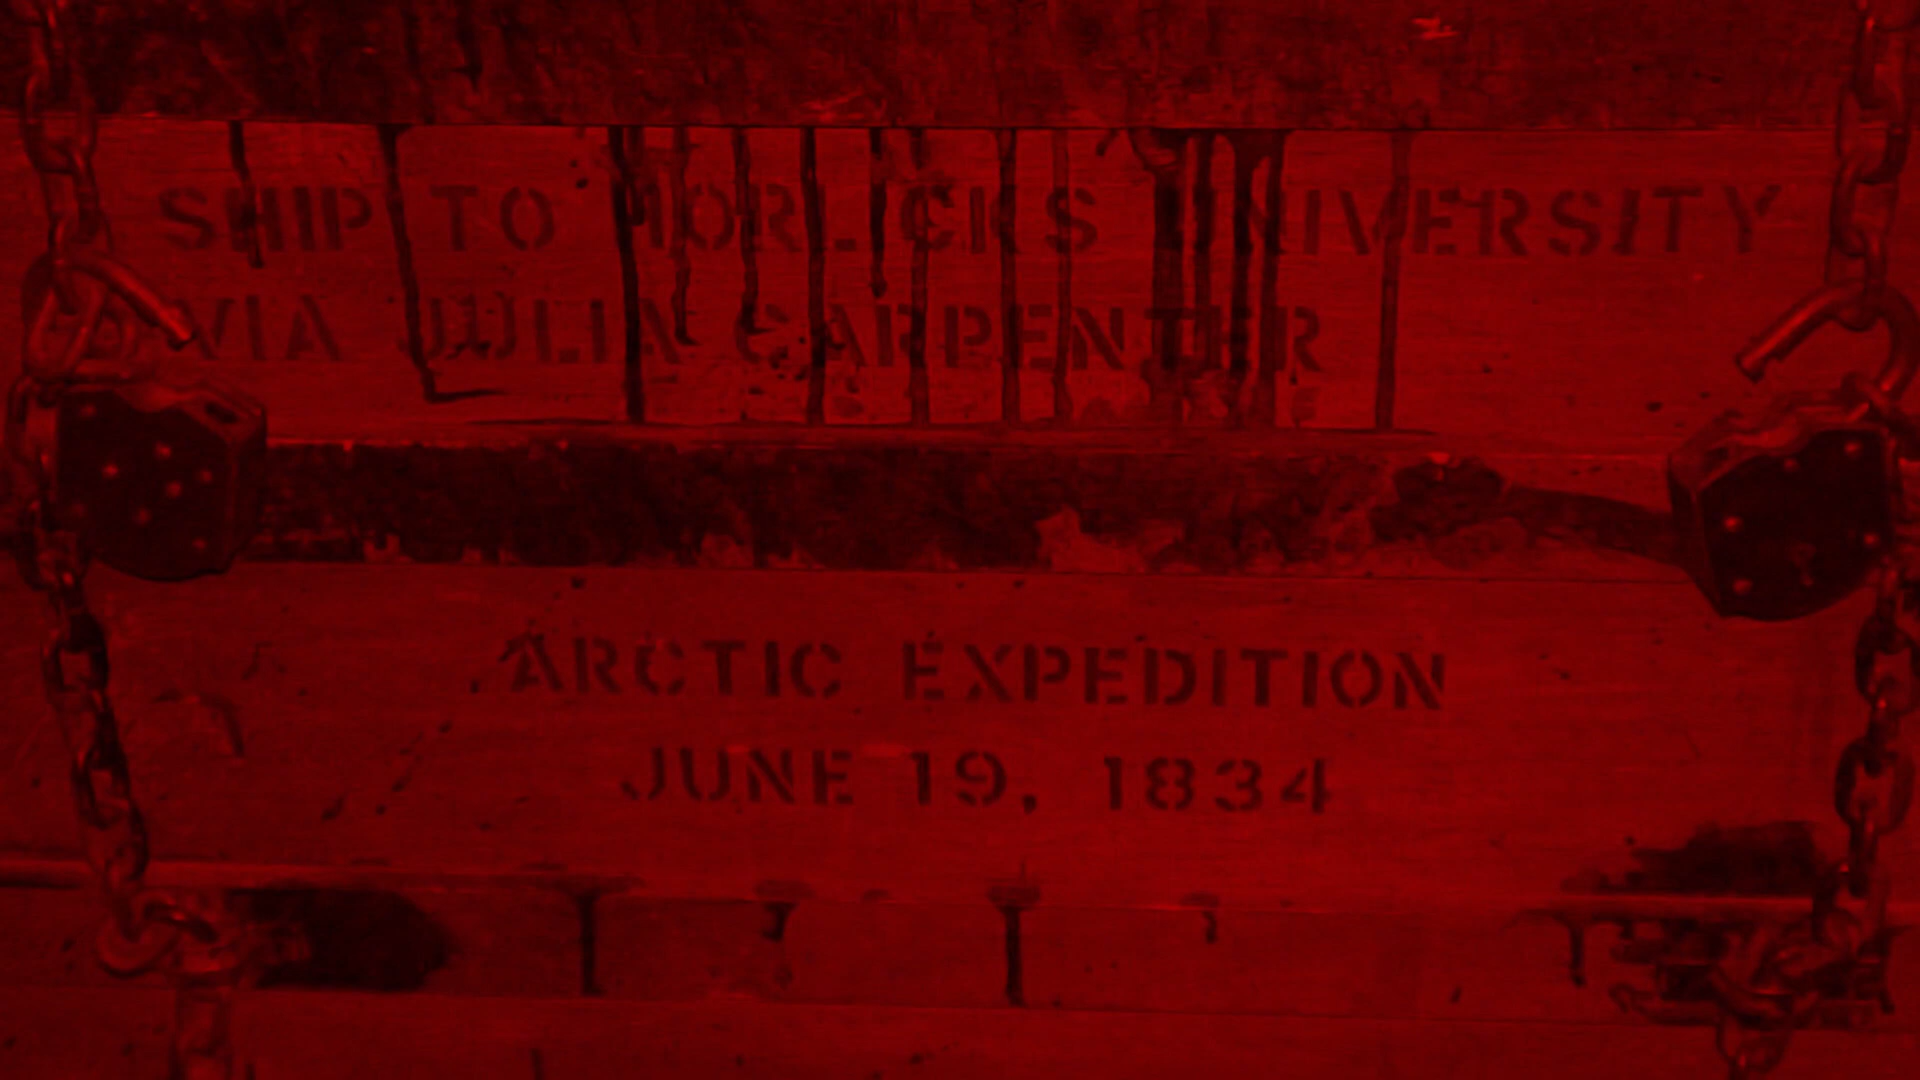 SHIP TO HORLICKS UNIVERSITY
VIA JULIA CARPENTER
ARCTIC EXPEDITION
JUNE 19, 1834